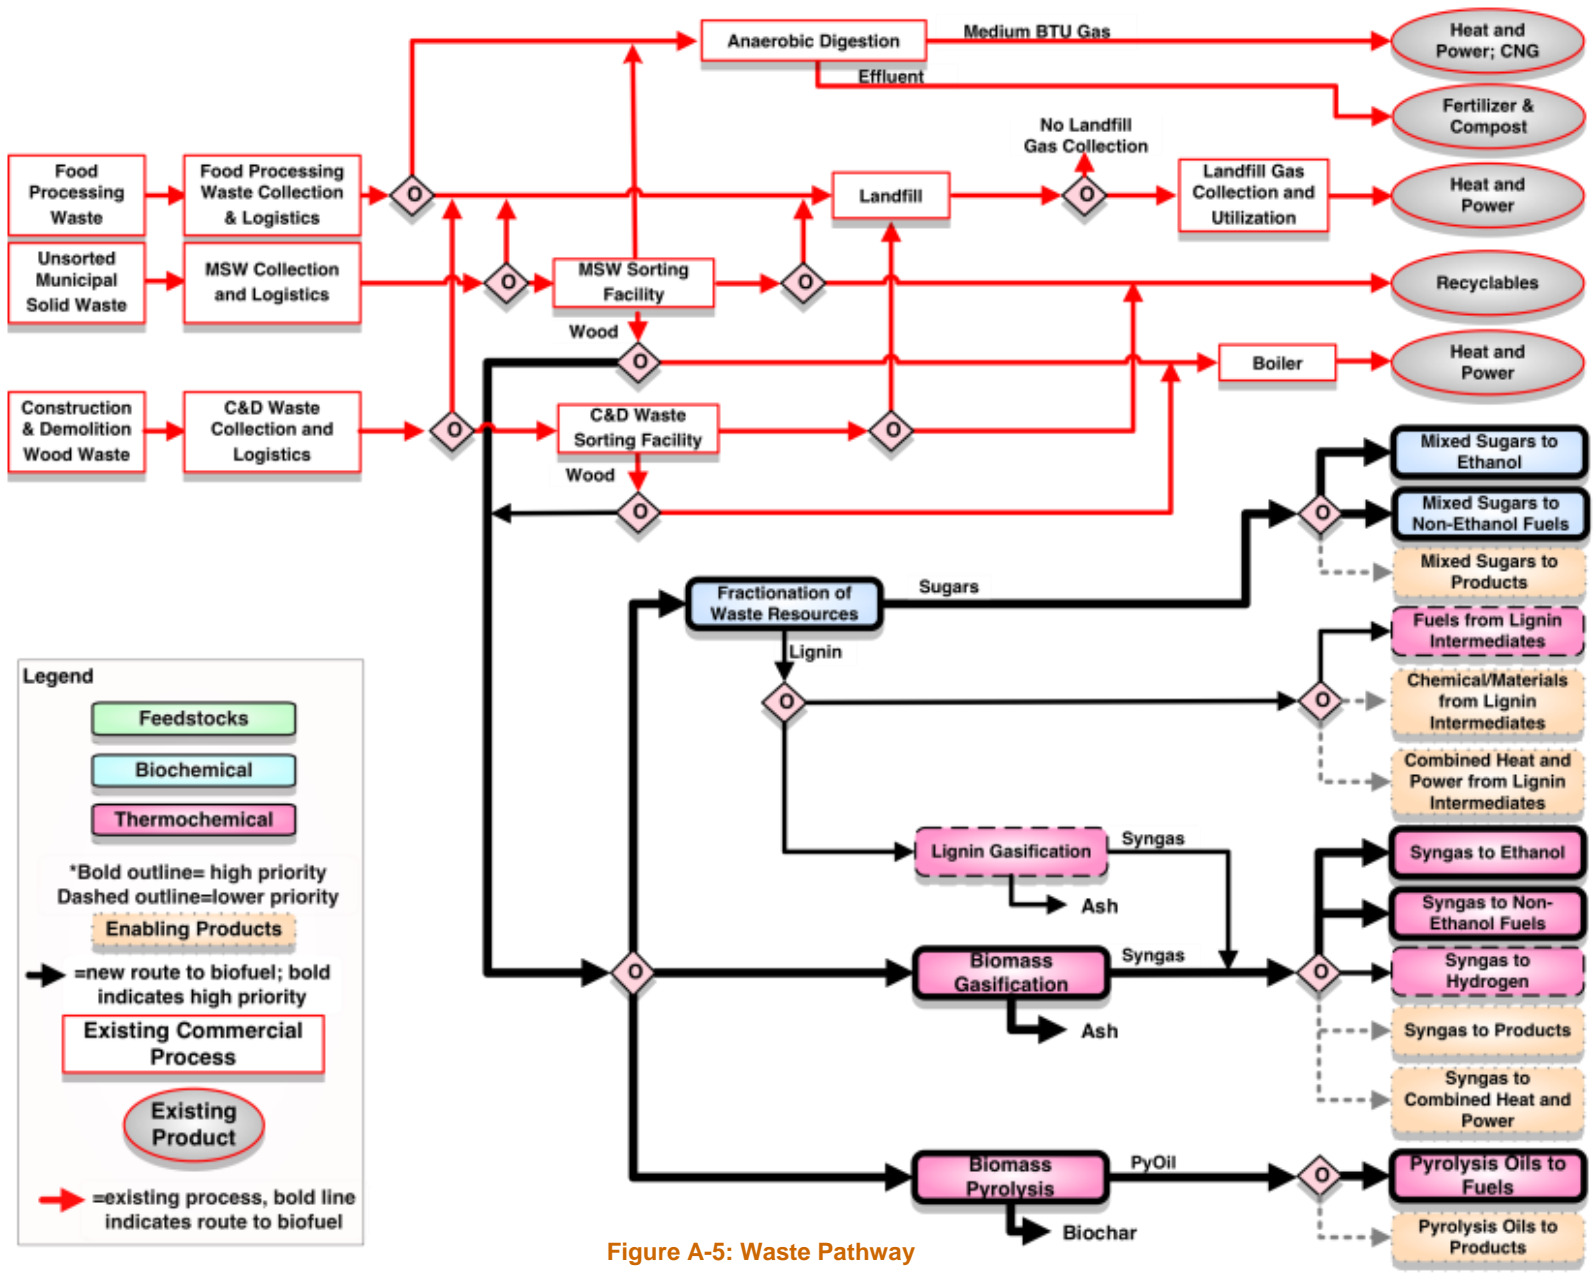 Anaerobic Digestion
Medium BTU Gas
Effluent
Heat and
Power; CNG
Fertilizer &
Compost
No Landfill
Gas Collection
Food
Processing
Waste
Food Processing
Waste Collection
& Logistics
O
Landfill
O
Landfill Gas
Collection and
Utilization
Heat and
Power
Unsorted
Municipal
Solid Waste
MSW Collection
and Logistics
O
MSW Sorting
Facility
O
Recyclables
Wood
O
Boiler
Heat and
Power
Construction
& Demolition
Wood Waste
C&D Waste
Collection and
Logistics
O
C&D Waste
Sorting Facility
O
Wood
O
Mixed Sugars to
Ethanol
O
Mixed Sugars to
Non-Ethanol Fuels
Mixed Sugars to
Products
Fractionation of
Waste Resources
Sugars
Lignin
O
Fuels from Lignin
Intermediates
O
Chemical/Materials
from Lignin
Intermediates
Combined Heat and
Power from Lignin
Intermediates
Lignin Gasification
Syngas
Ash
O
Biomass
Gasification
Syngas
Ash
O
Syngas to Ethanol
Syngas to Non-
Ethanol Fuels
Syngas to
Hydrogen
Syngas to Products
Syngas to
Combined Heat and
Power
Biomass
Pyrolysis
PyOil
Biochar
O
Pyrolysis Oils to
Fuels
Pyrolysis Oils to
Products
Legend
Feedstocks
Biochemical
Thermochemical
*Bold outline= high priority
Dashed outline=lower priority
Enabling Products
=new route to biofuel; bold
indicates high priority
Existing Commercial
Process
Existing
Product
=existing process, bold line
indicates route to biofuel
Figure A-5: Waste Pathway